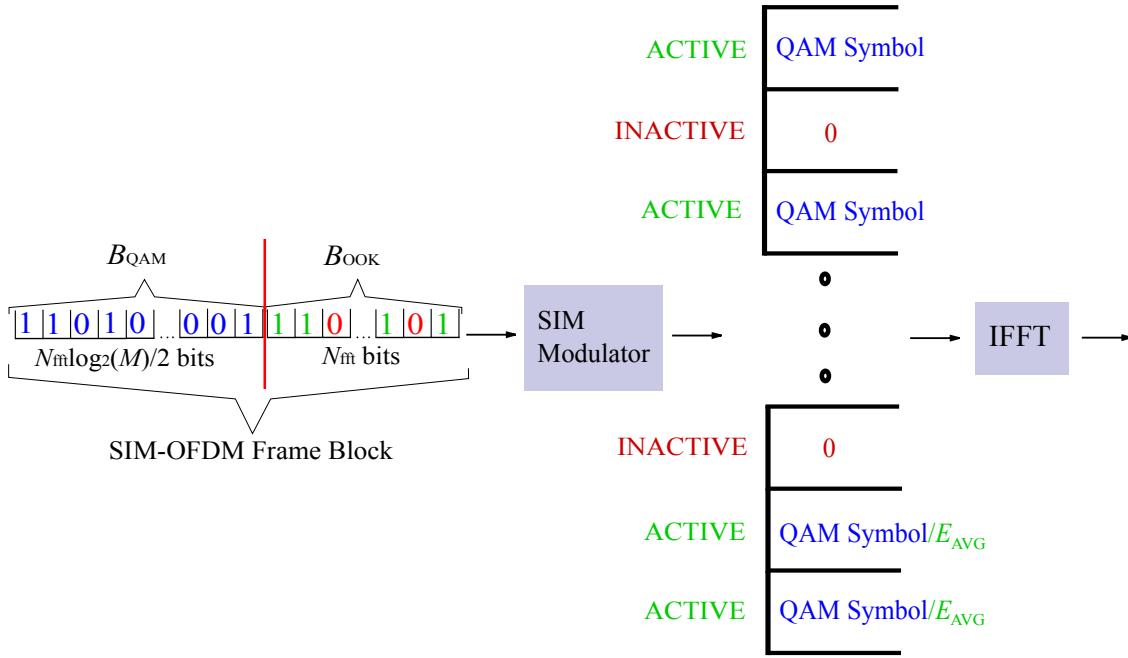 ACTIVE QAM Symbol
INACTIVE 0
ACTIVE QAM Symbol
BQAM BOOK
1 1 0 1 0 ... 0 0 1 1 1 0 ... 1 0 1
Nfftlog2(M)/2 bits Nfft bits
SIM-OFDM Frame Block
SIM
Modulator
IFFT
INACTIVE 0
ACTIVE QAM Symbol/EAVG
ACTIVE QAM Symbol/EAVG